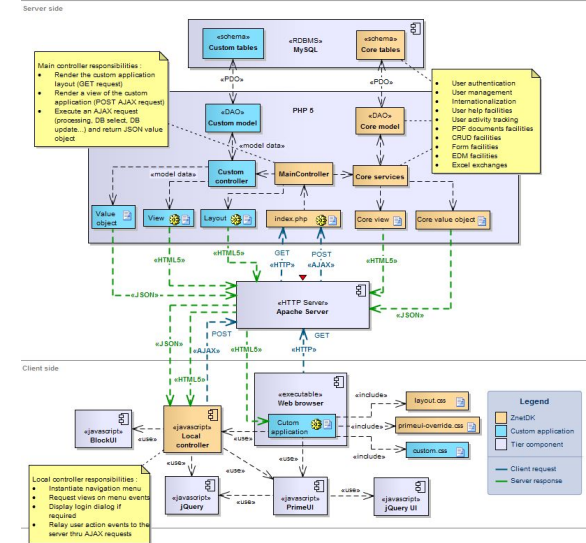 Server side
«RDBMS»
MySQL
«schema»
Custom tables
«schema»
Core tables
Main controller responsibilities :
• Render the custom application
layout (GET request)
• Render a view of the custom
application (POST AJAX request)
• Execute an AJAX request
(processing, DB select, DB
update...) and return JSON value
object
«PDO»
«PDO»
• User authentication
• User management
• Internationalization
• User help facilities
• User activity tracking
• PDF documents facilities
• CRUD facilities
• Form facilities
• EDM facilities
• Excel exchanges
PHP 5
«DAO»
Custom model
«DAO»
Core model
«model data»
«model data»
Custom
controller
MainController
Core services
Value
object
View
Layout
index.php
Core view
Core value object
GET
«HTTP»
POST
«AJAX»
«HTML5»
«HTML5»
«HTML5»
«JSON»
«JSON»
«HTTP Server»
Apache Server
POST
«AJAX»
GET
«HTTP»
«JSON»
«HTML5»
«HTML5»
Client side
«executable»
Web browser
Cutom
application
«include»
layout.css
«include»
primeui-override.css
«include»
custom.css
Legend
ZnetDK
Custom application
Tier component
Client request
Server response
«javascript»
BlockUI
«use»
«javascript»
Local
controller
«use»
«use»
«use»
«use»
Local controller responsibilities :
• Instantiate navigation menu
• Request views on menu events
• Display login dialog if
required
• Relay user action events to the
server thru AJAX requests
«javascript»
jQuery
«use»
«javascript»
PrimeUI
«use»
«javascript»
jQuery UI